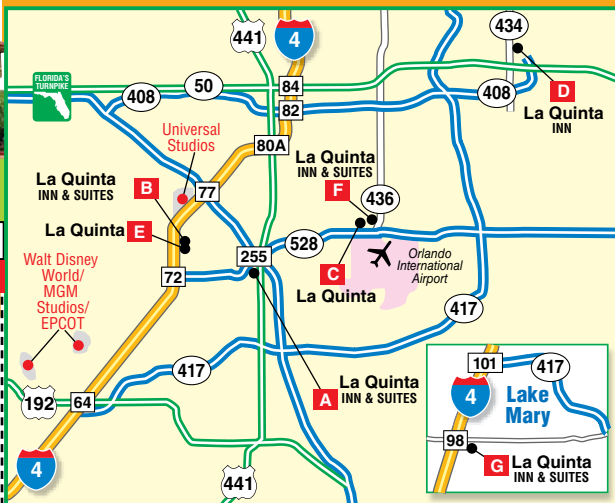 441
4
434
FLORIDA'S
TURNPIKE
408
50
84
82
408
D
La Quinta
INN
Universal
Studios
80A
La Quinta
INN & SUITES
F
436
La Quinta
INN & SUITES
B
77
La Quinta
E
528
255
C
La Quinta
Orlando
International
Airport
72
Walt Disney
World/
MGM
Studios/
EPCOT
417
417
192
64
A
La Quinta
INN & SUITES
4
441
101
417
4
Lake
Mary
98
G
La Quinta
INN & SUITES